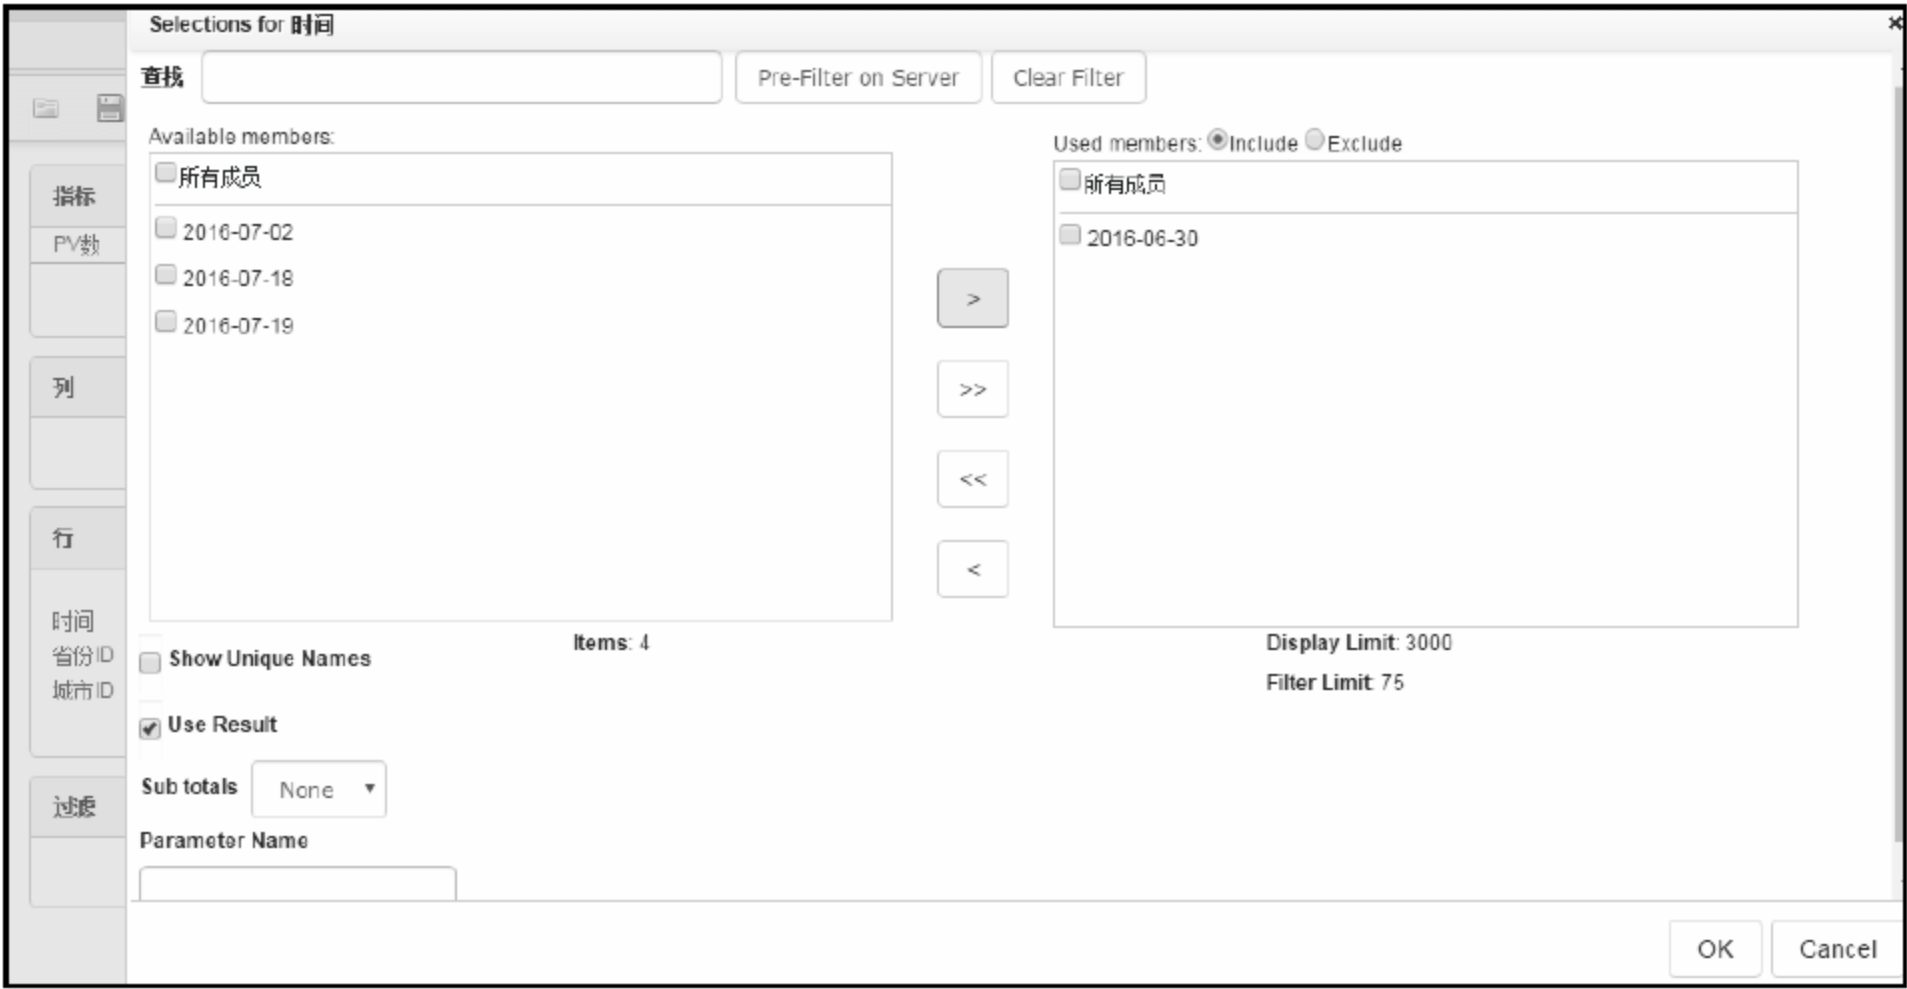 Selections for 时间
查找
Pre-Filter on Server
Clear Filter
Available members:
所有成员
2016-07-02
2016-07-18
2016-07-19
>
>>
<<
<
Used members: Include Exclude
所有成员
2016-06-30
Items: 4
Display Limit: 3000
Filter Limit: 75
Show Unique Names
Use Result
Sub totals None
Parameter Name
OK
Cancel
指标
PV数
列
行
时间
省份ID
城市ID
过滤